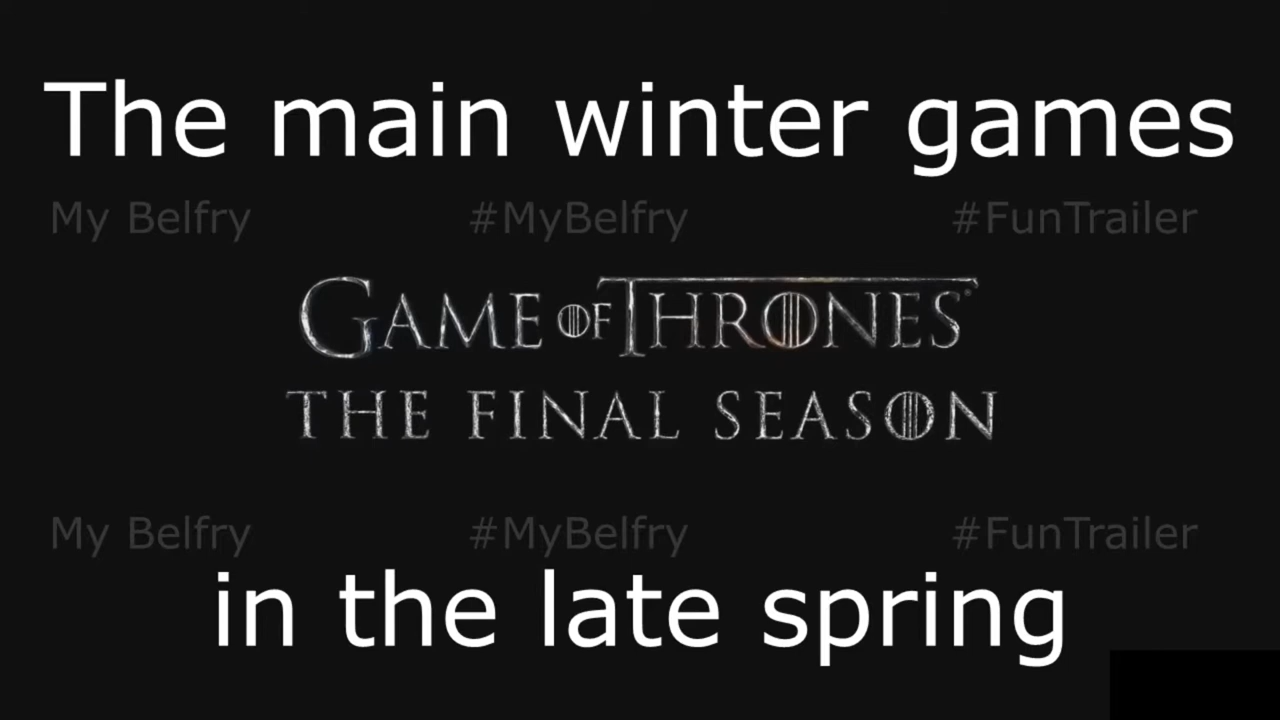 The main winter games
My Belfry #MyBelfry #FunTrailer
GAME OF THRONES®
THE FINAL SEASON
My Belfry #MyBelfry #FunTrailer
in the late spring